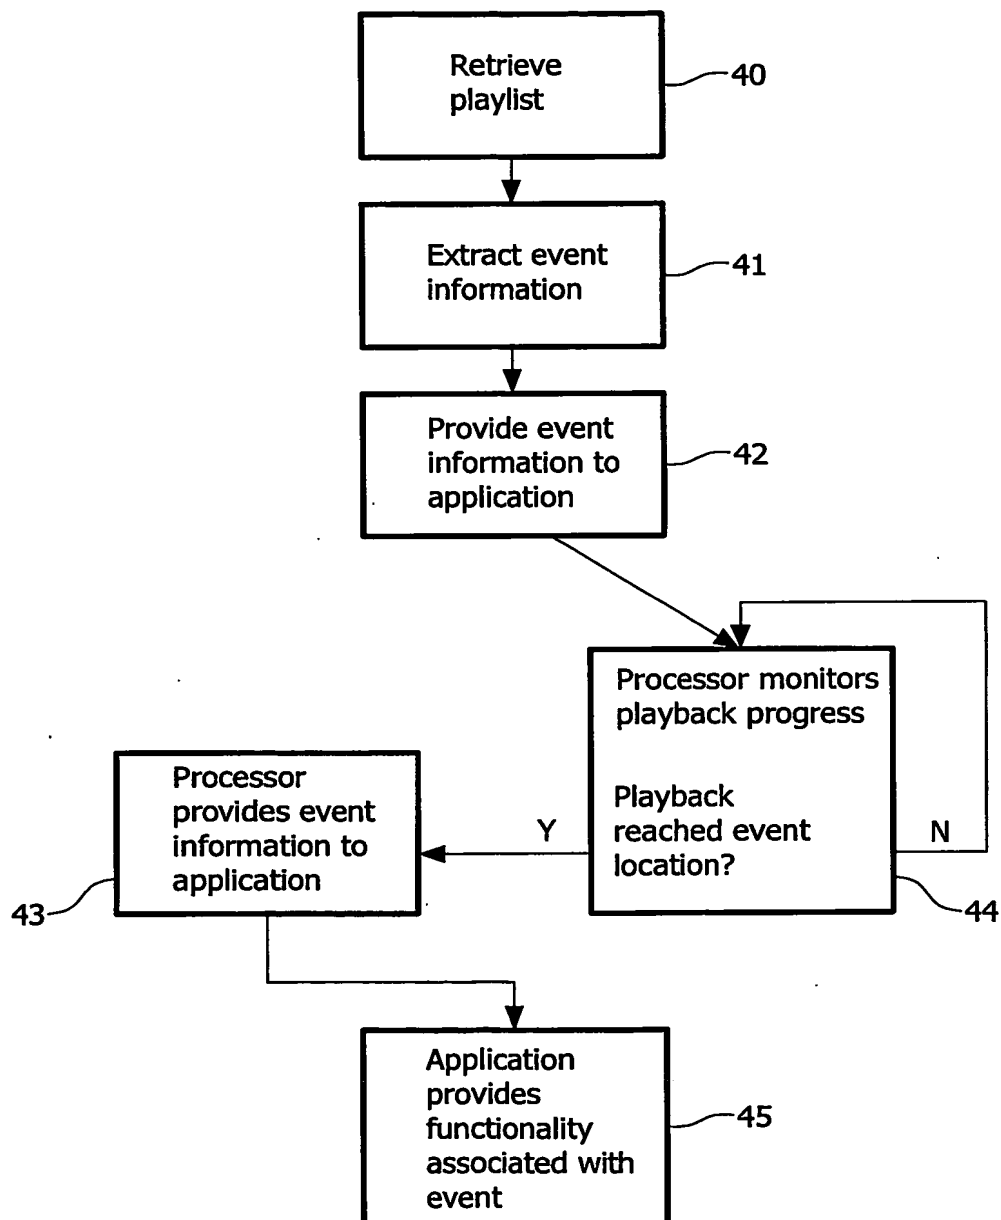 Retrieve
playlist
40
Extract event
information
41
Provide event
information to
application
42
Processor monitors
playback progress
Playback
reached event
location?
N
Y
44
Processor
provides event
information to
application
43
Application
provides
functionality
associated with
event
45